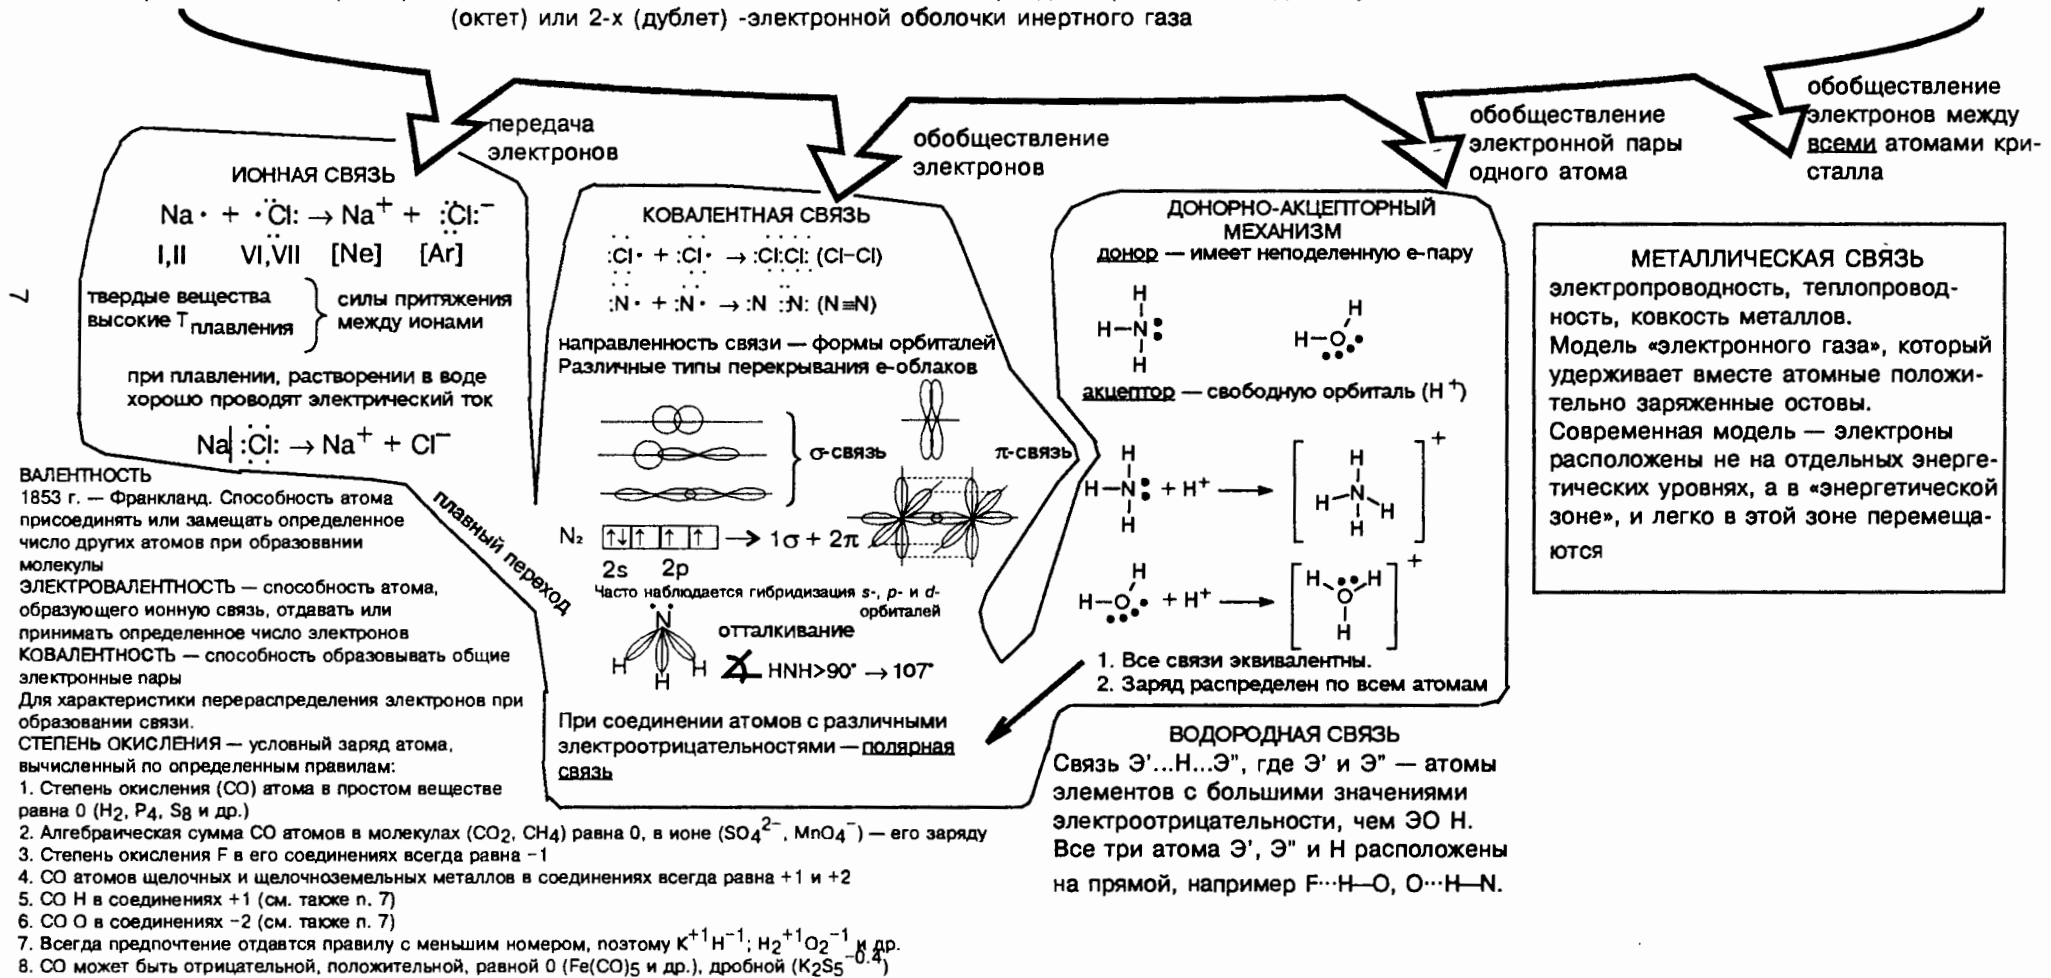 (октет) или 2-х (дублет) -электронной оболочки инертного газа
передача
электронов
обобществление
электронов
обобществление
электронной пары
одного атома
обобществление
электронов между
всеми атомами кри-
сталла
ИОННАЯ СВЯЗЬ
Na· + ·Cl: → Na⁺ + :Cl:⁻
I,II VI,VII [Ne] [Ar]
твердые вещества
высокие Tплавления
силы притяжения
между ионами
при плавлении, растворении в воде
хорошо проводят электрический ток
Na :Cl: → Na⁺ + Cl⁻
плавный переход
КОВАЛЕНТНАЯ СВЯЗЬ
:Cl· + :Cl· → :Cl:Cl: (Cl–Cl)
:N· + :N· → :N :N: (N≡N)
направленность связи — формы орбиталей
Различные типы перекрывания е-облаков
σ-связь
π-связь
N₂ ↑↓ ↑ ↑ ↑ → 1σ + 2π
2s 2p
Часто наблюдается гибридизация s-, p- и d-
орбиталей
N
H H H
отталкивание
HNH>90° → 107°
При соединении атомов с различными
электроотрицательностями — полярная
связь
ДОНОРНО-АКЦЕПТОРНЫЙ
МЕХАНИЗМ
донор — имеет неподеленную е-пару
H
H–N:
H
H
H–O
акцептор — свободную орбиталь (H⁺)
H
H–N: + H⁺ → [H–N–H]⁺
H
H
H–O + H⁺ → [H O H]⁺
H
1. Все связи эквивалентны.
2. Заряд распределен по всем атомам
МЕТАЛЛИЧЕСКАЯ СВЯЗЬ
электропроводность, теплопровод-
ность, ковкость металлов.
Модель «электронного газа», который
удерживает вместе атомные положи-
тельно заряженные остовы.
Современная модель — электроны
расположены не на отдельных энерге-
тических уровнях, а в «энергетической
зоне», и легко в этой зоне перемеща-
ются
ВОДОРОДНАЯ СВЯЗЬ
Связь Э'...Н...Э", где Э' и Э" — атомы
элементов с большими значениями
электроотрицательности, чем ЭО Н.
Все три атома Э', Э" и Н расположены
на прямой, например F···H—O, O···H—N.
7
ВАЛЕНТНОСТЬ
1853 г. — Франкланд. Способность атома
присоединять или замещать определенное
число других атомов при образоввнии
молекулы
ЭЛЕКТРОВАЛЕНТНОСТЬ — способность атома,
образующего ионную связь, отдавать или
принимать определенное число электронов
КОВАЛЕНТНОСТЬ — способность образовывать общие
электронные пары
Для характеристики перераспределения электронов при
образовании связи.
СТЕПЕНЬ ОКИСЛЕНИЯ — условный заряд атома,
вычисленный по определенным правилам:
1. Степень окисления (СО) атома в простом веществе
равна 0 (H₂, P₄, S₈ и др.)
2. Алгебраическая сумма СО атомов в молекулах (CO₂, CH₄) равна 0, в ионе (SO₄²⁻, MnO₄⁻) — его заряду
3. Степень окисления F в его соединениях всегда равна −1
4. СО атомов щелочных и щелочноземельных металлов в соединениях всегда равна +1 и +2
5. СО Н в соединениях +1 (см. также п. 7)
6. СО О в соединениях −2 (см. также п. 7)
7. Всегда предпочтение отдавтся правилу с меньшим номером, поэтому K⁺¹H⁻¹; H₂⁺¹O₂⁻¹ и др.
8. СО может быть отрицательной, положительной, равной 0 (Fe(CO)₅ и др.), дробной (K₂S₅⁻⁰·⁴)